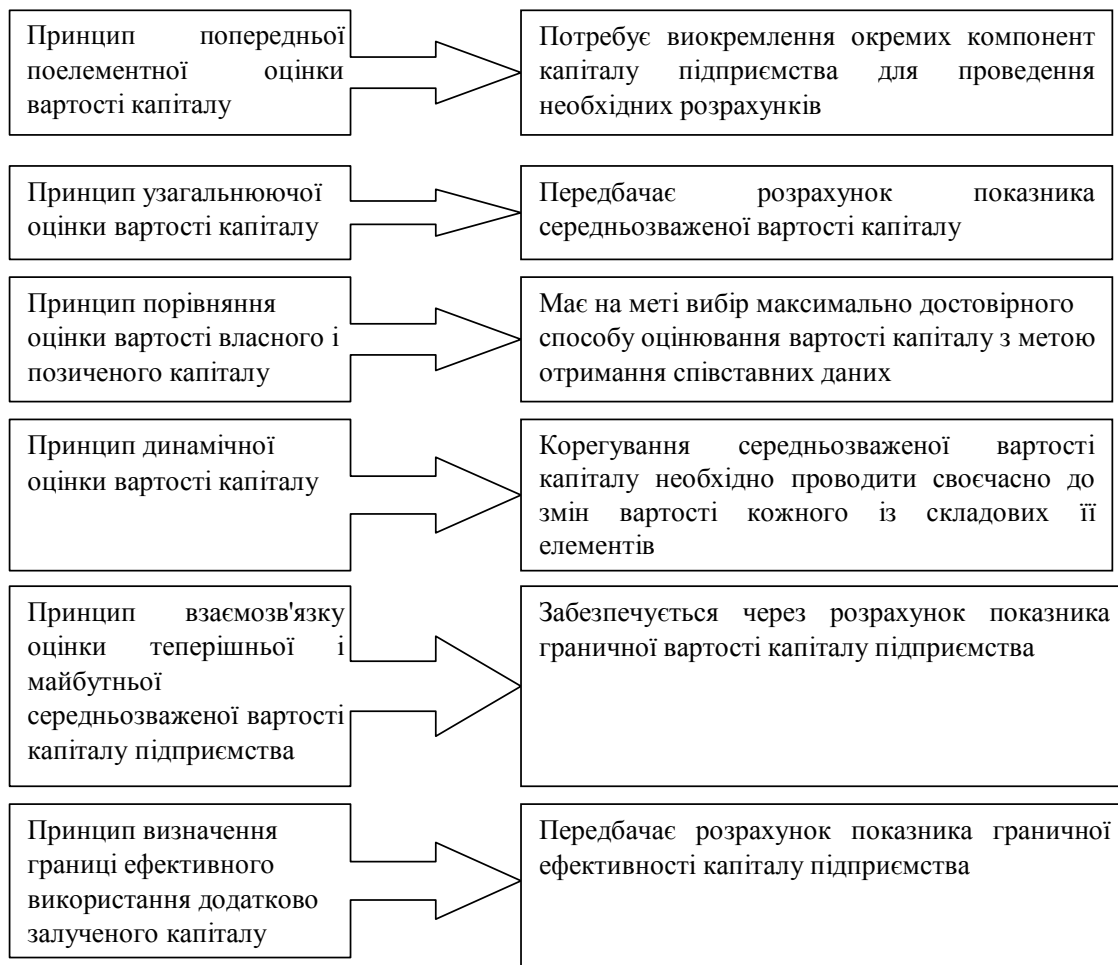 Принцип попередньої
поелементної оцінки
вартості капіталу
Потребує виокремлення окремих компонент
капіталу підприємства для проведення
необхідних розрахунків
Принцип узагальнюючої
оцінки вартості капіталу
Передбачає розрахунок показника
середньозваженої вартості капіталу
Принцип порівняння
оцінки вартості власного і
позиченого капіталу
Має на меті вибір максимально достовірного
способу оцінювання вартості капіталу з метою
отримання співставних даних
Принцип динамічної
оцінки вартості капіталу
Корегування середньозваженої вартості
капіталу необхідно проводити своєчасно до
змін вартості кожного із складових її
елементів
Принцип взаємозв'язку
оцінки теперішньої і
майбутньої
середньозваженої вартості
капіталу підприємства
Забезпечується через розрахунок показника
граничної вартості капіталу підприємства
Принцип визначення
границі ефективного
використання додатково
залученого капіталу
Передбачає розрахунок показника граничної
ефективності капіталу підприємства